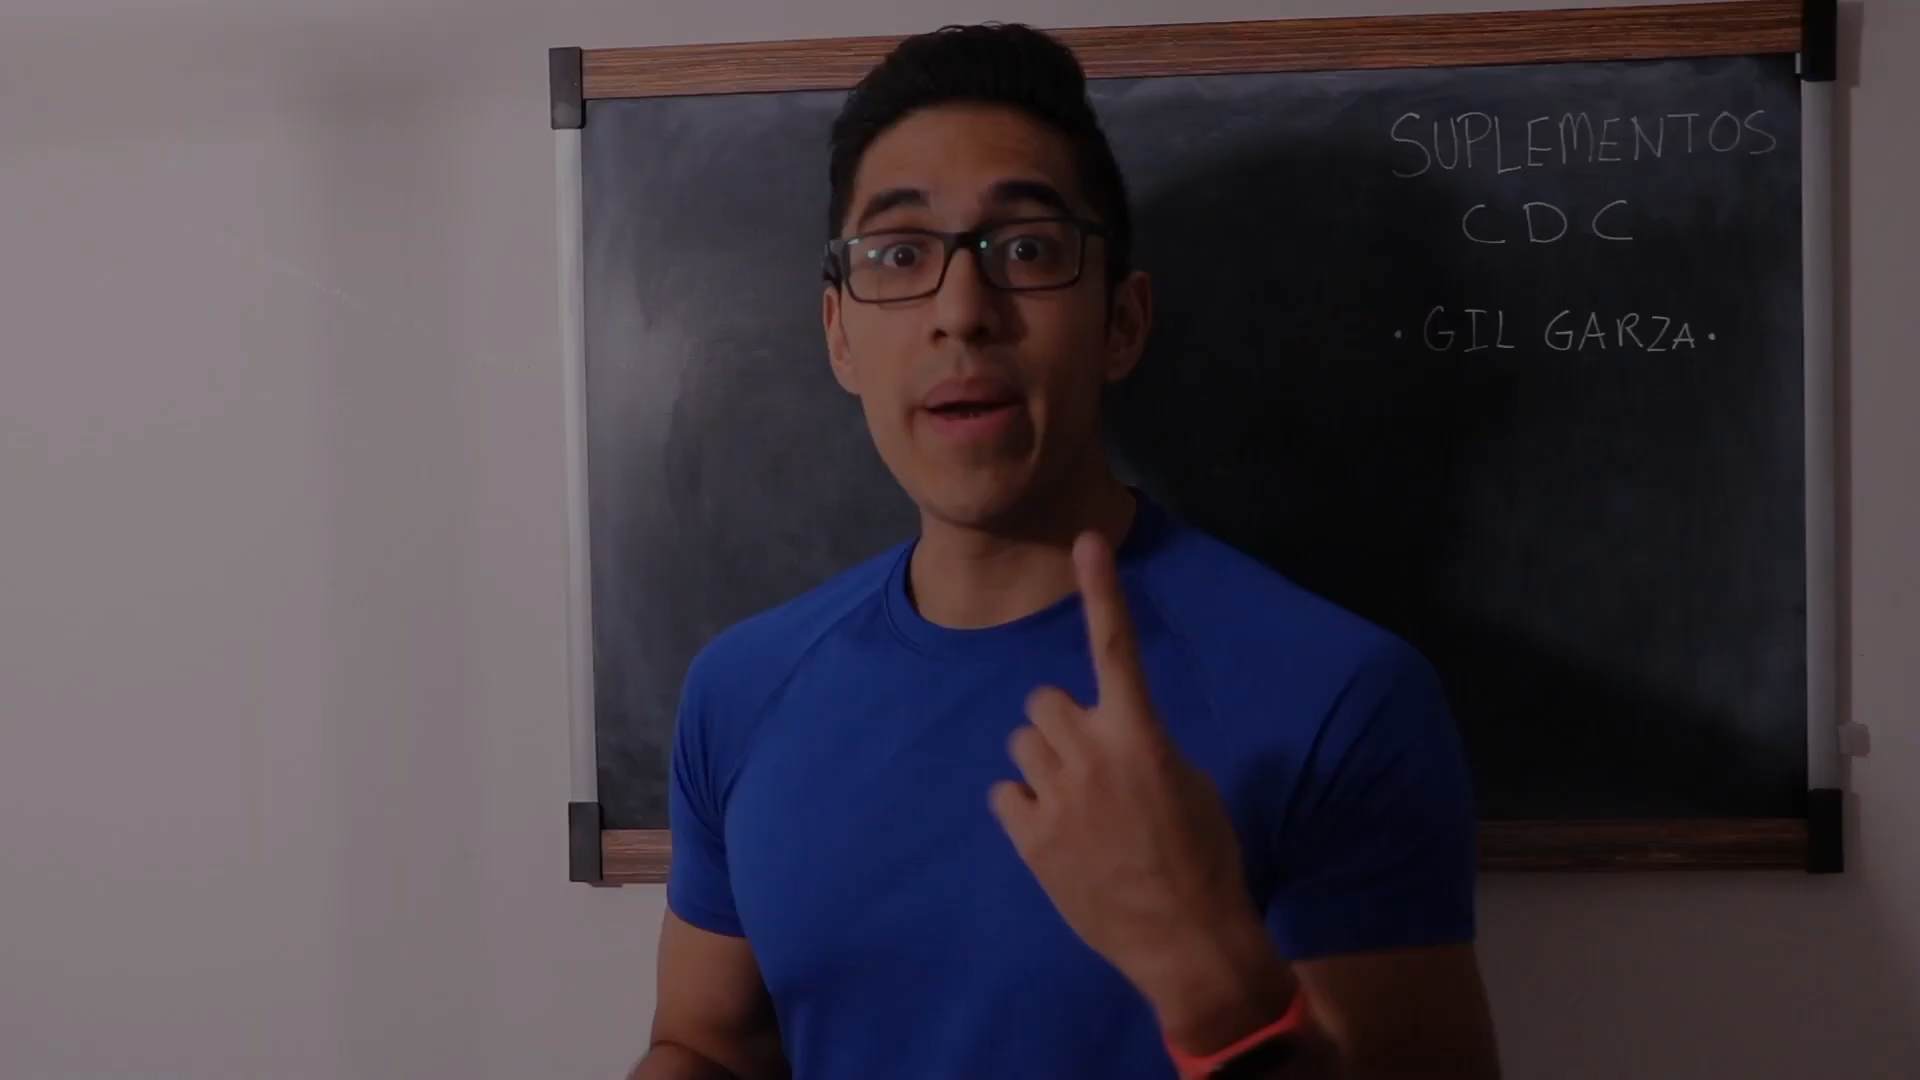 SUPLEMENTOS
CDC
• GIL GARZA •